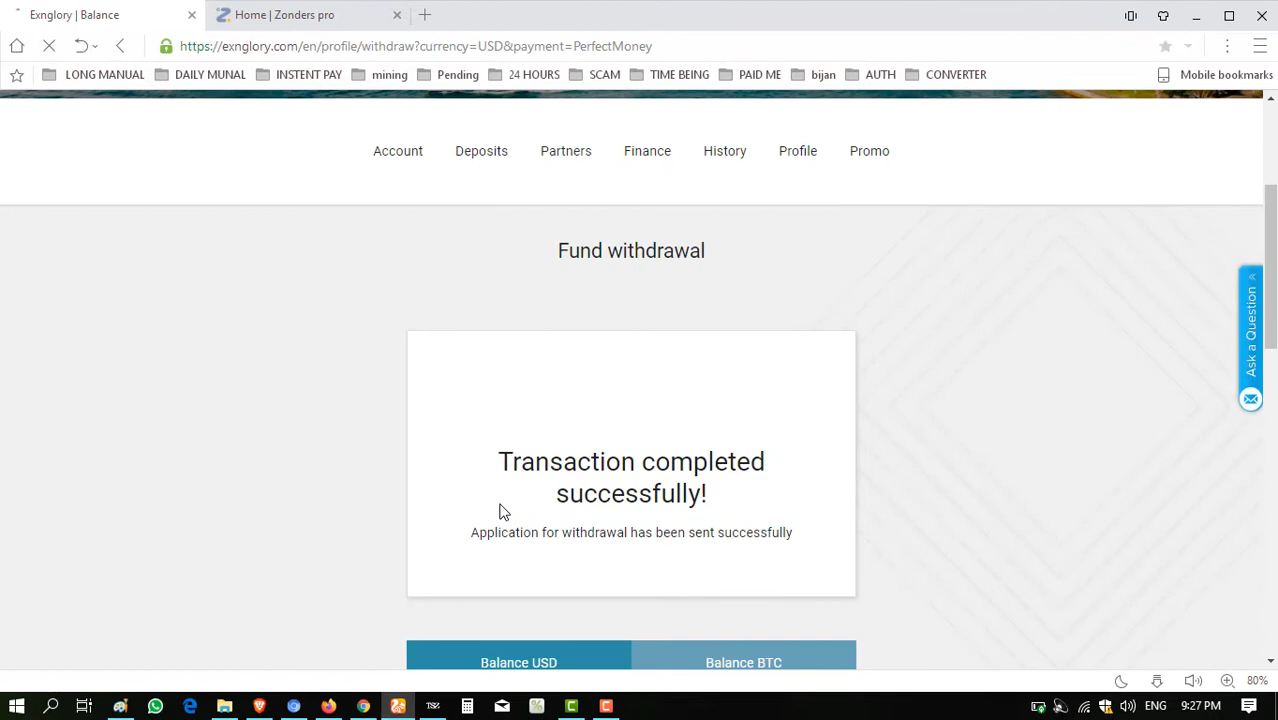 Exnglory | Balance
Home | Zonders pro
https://exnglory.com/en/profile/withdraw?currency=USD&payment=PerfectMoney
LONG MANUAL DAILY MUNAL INSTENT PAY mining Pending 24 HOURS SCAM TIME BEING PAID ME bijan AUTH CONVERTER Mobile bookmarks
Account Deposits Partners Finance History Profile Promo
Fund withdrawal
Ask a Question
Transaction completed
successfully!
Application for withdrawal has been sent successfully
Balance USD Balance BTC
80%
ENG 9:27 PM